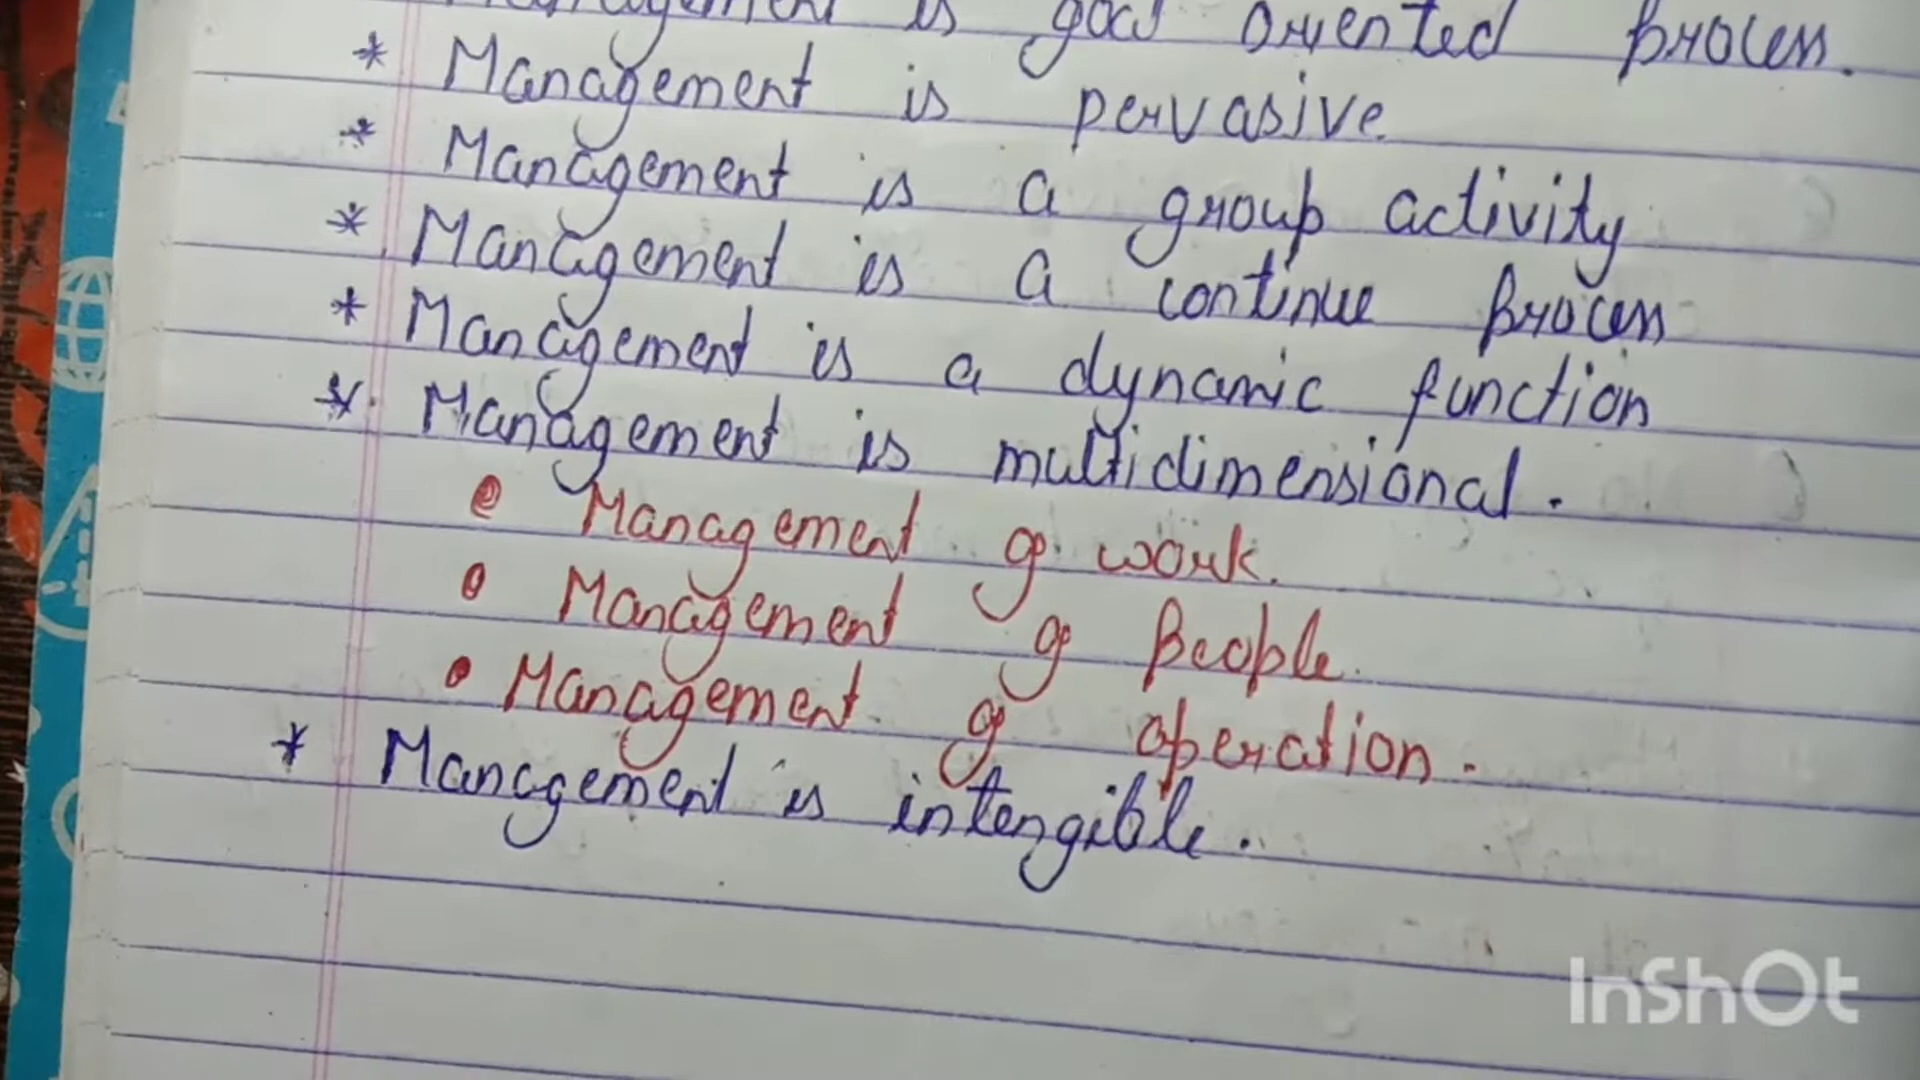 Management is goal oriented process.
* Management is pervasive
* Management is a group activity
* Management is a continue process
* Management is a dynamic function
* Management is multidimensional.
• Management of work.
• Management of People.
• Management of operation.
* Management is intengible.
InShOt